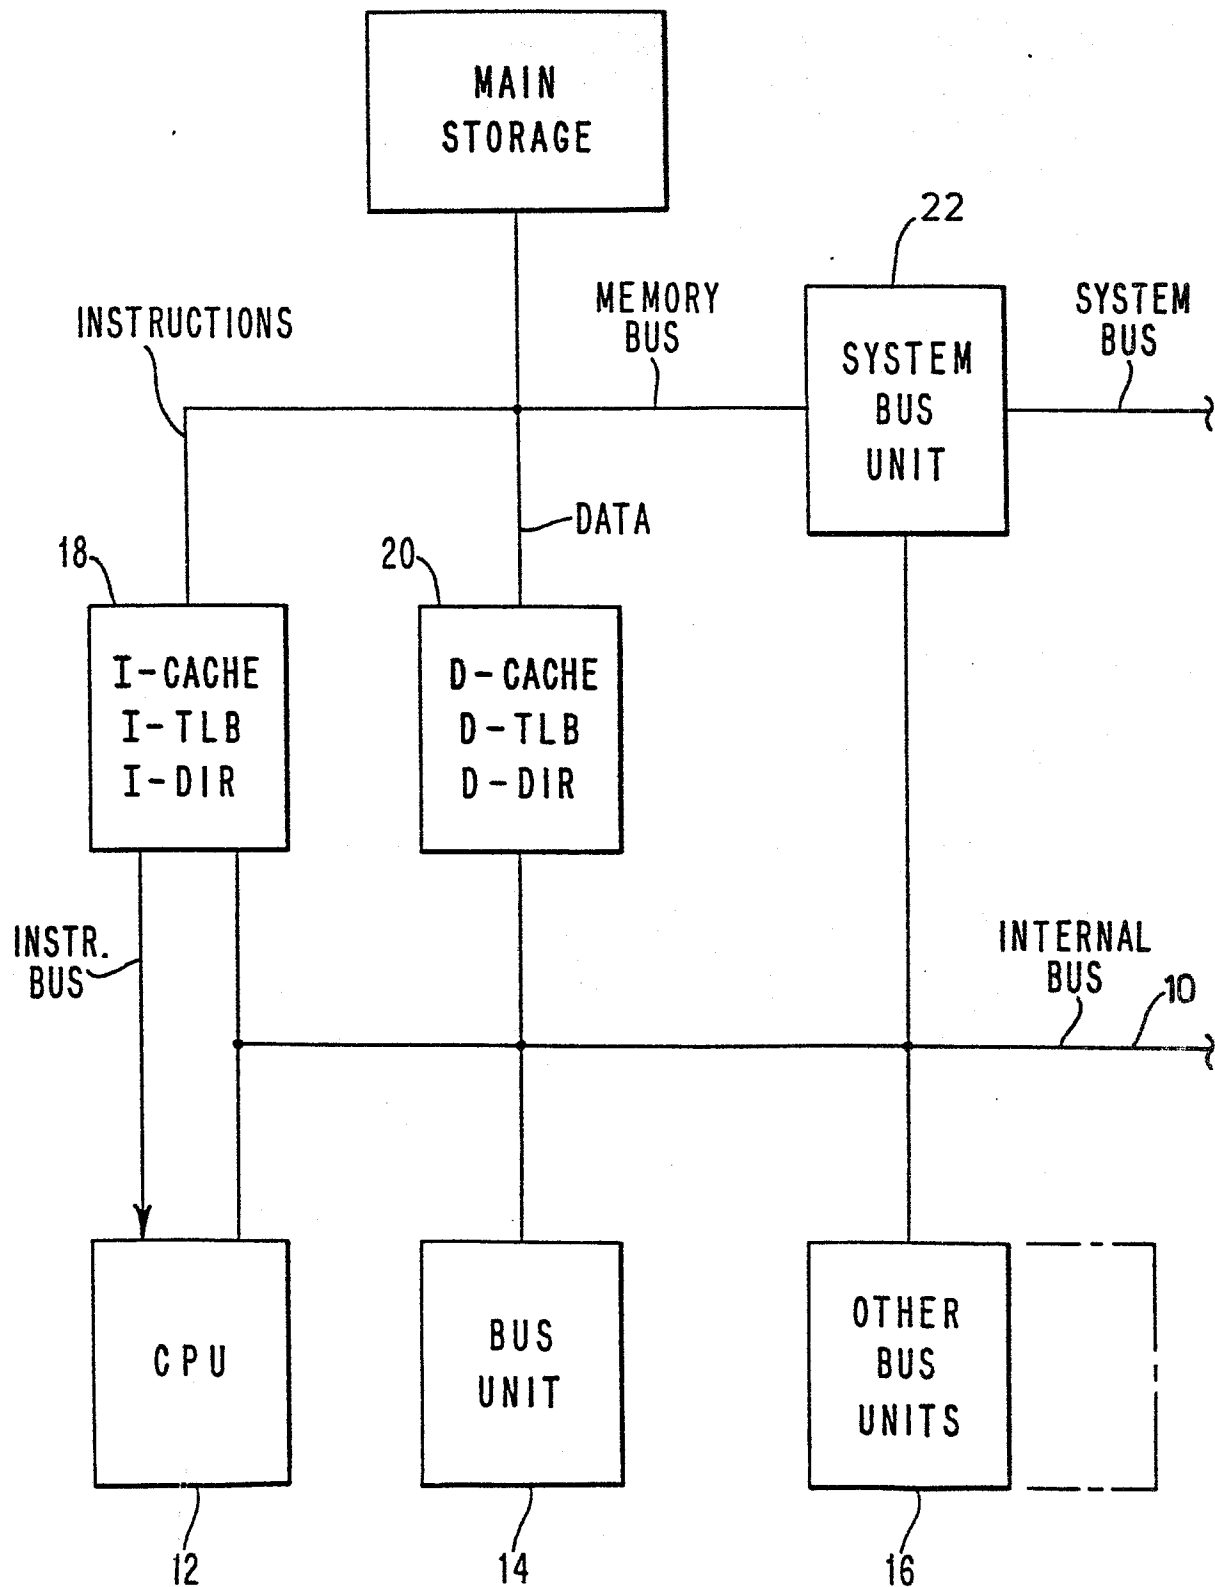 MAIN
STORAGE
22
INSTRUCTIONS
MEMORY
BUS
SYSTEM
BUS
SYSTEM
BUS
UNIT
DATA
18
20
I-CACHE
I-TLB
I-DIR
D-CACHE
D-TLB
D-DIR
INSTR.
BUS
INTERNAL
BUS
10
CPU
BUS
UNIT
OTHER
BUS
UNITS
12
14
16